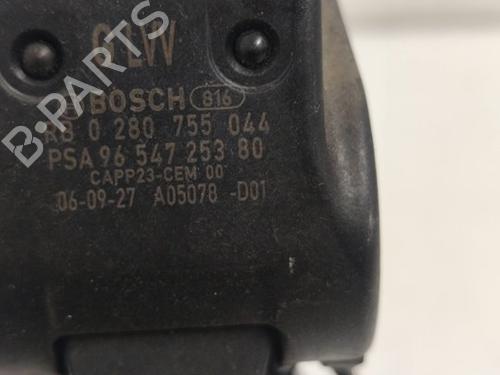 BOSCH 816
0 280 755 044
PSA 96 547 253 80
CAPP23-CEM 00
06-09-27 A05078 -D01
B-PARTS